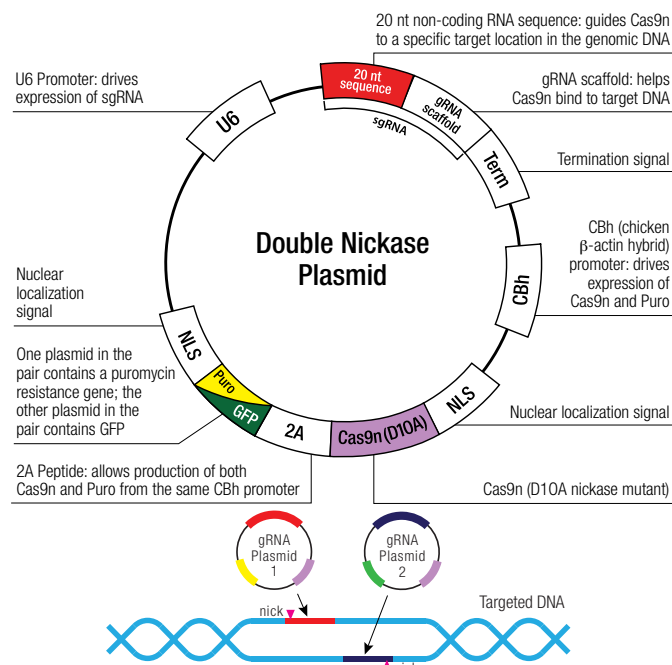 20 nt non-coding RNA sequence: guides Cas9n
to a specific target location in the genomic DNA
U6 Promoter: drives
expression of sgRNA
gRNA scaffold: helps
Cas9n bind to target DNA
20 nt
sequence
gRNA
scaffold
sgRNA
U6
Term
Termination signal
Double Nickase
Plasmid
CBh (chicken
β-actin hybrid)
promoter: drives
expression of
Cas9n and Puro
CBh
Nuclear
localization
signal
NLS
One plasmid in the
pair contains a puromycin
resistance gene; the
other plasmid in the
pair contains GFP
Puro
GFP
2A
Cas9n (D10A)
NLS
Nuclear localization signal
2A Peptide: allows production of both
Cas9n and Puro from the same CBh promoter
Cas9n (D10A nickase mutant)
gRNA
Plasmid
1
gRNA
Plasmid
2
nick
Targeted DNA